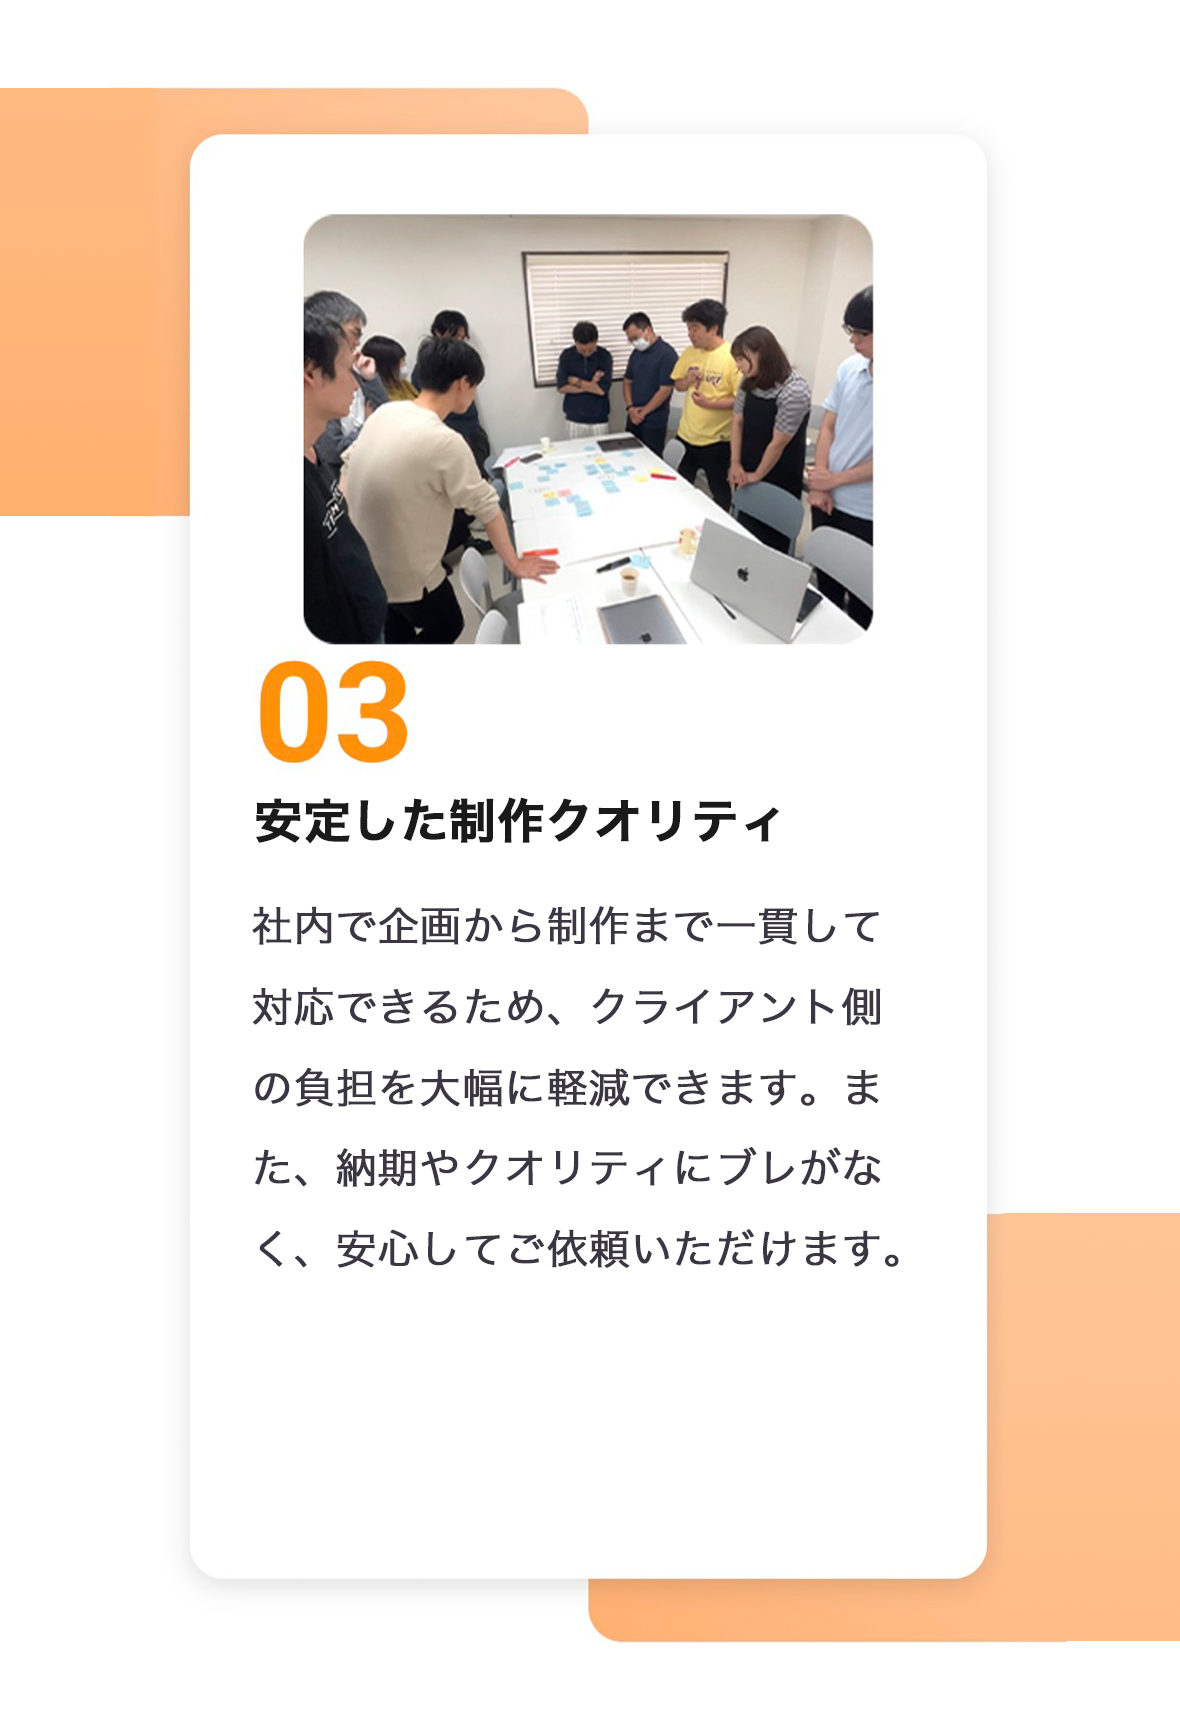 03
安定した制作クオリティ
社内で企画から制作まで一貫して
対応できるため、クライアント側
の負担を大幅に軽減できます。ま
た、納期やクオリティにブレがな
く、安心してご依頼いただけます。